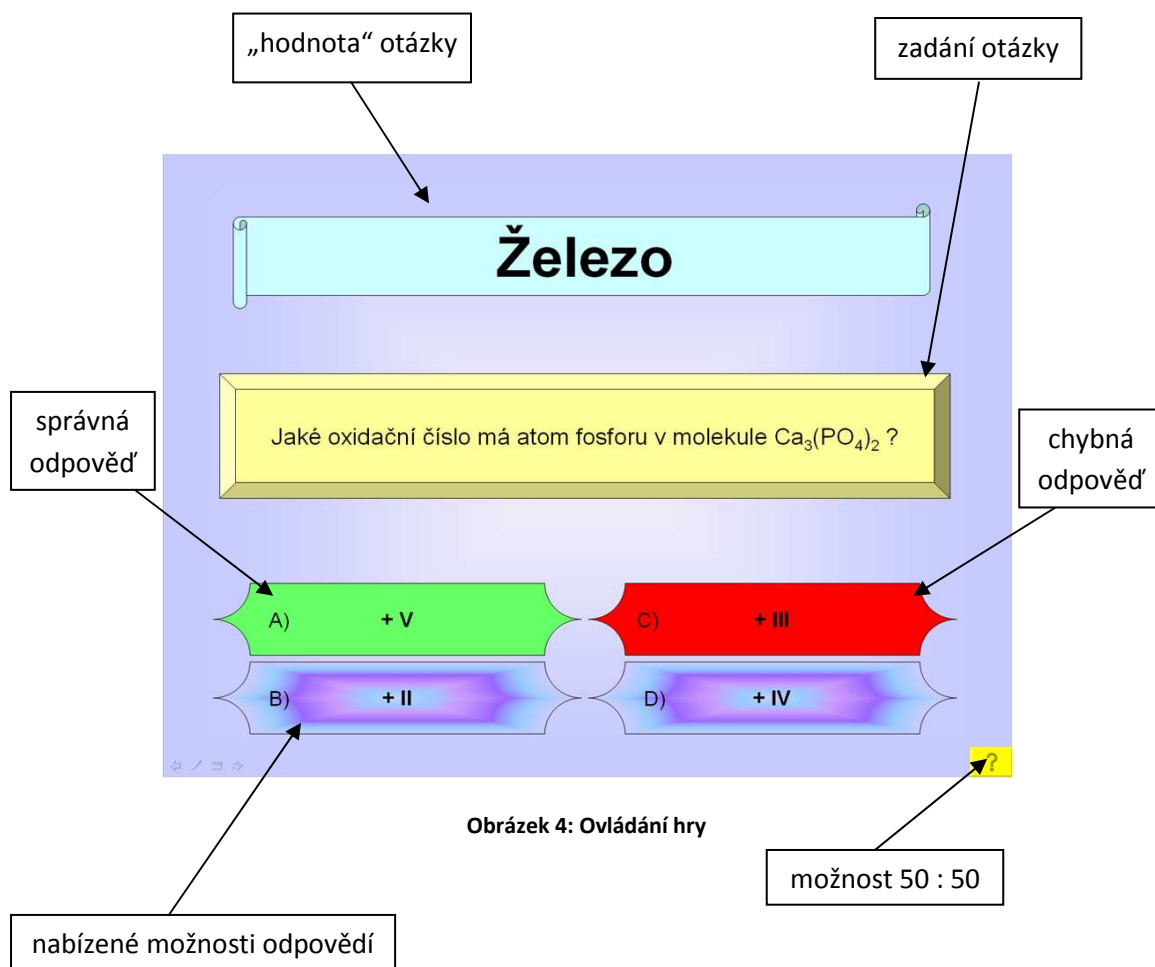 „hodnota“ otázky
zadání otázky
Železo
správná
odpověď
Jaké oxidační číslo má atom fosforu v molekule Ca₃(PO₄)₂ ?
chybná
odpověď
A) + V
C) + III
B) + II
D) + IV
?
Obrázek 4: Ovládání hry
možnost 50 : 50
nabízené možnosti odpovědí